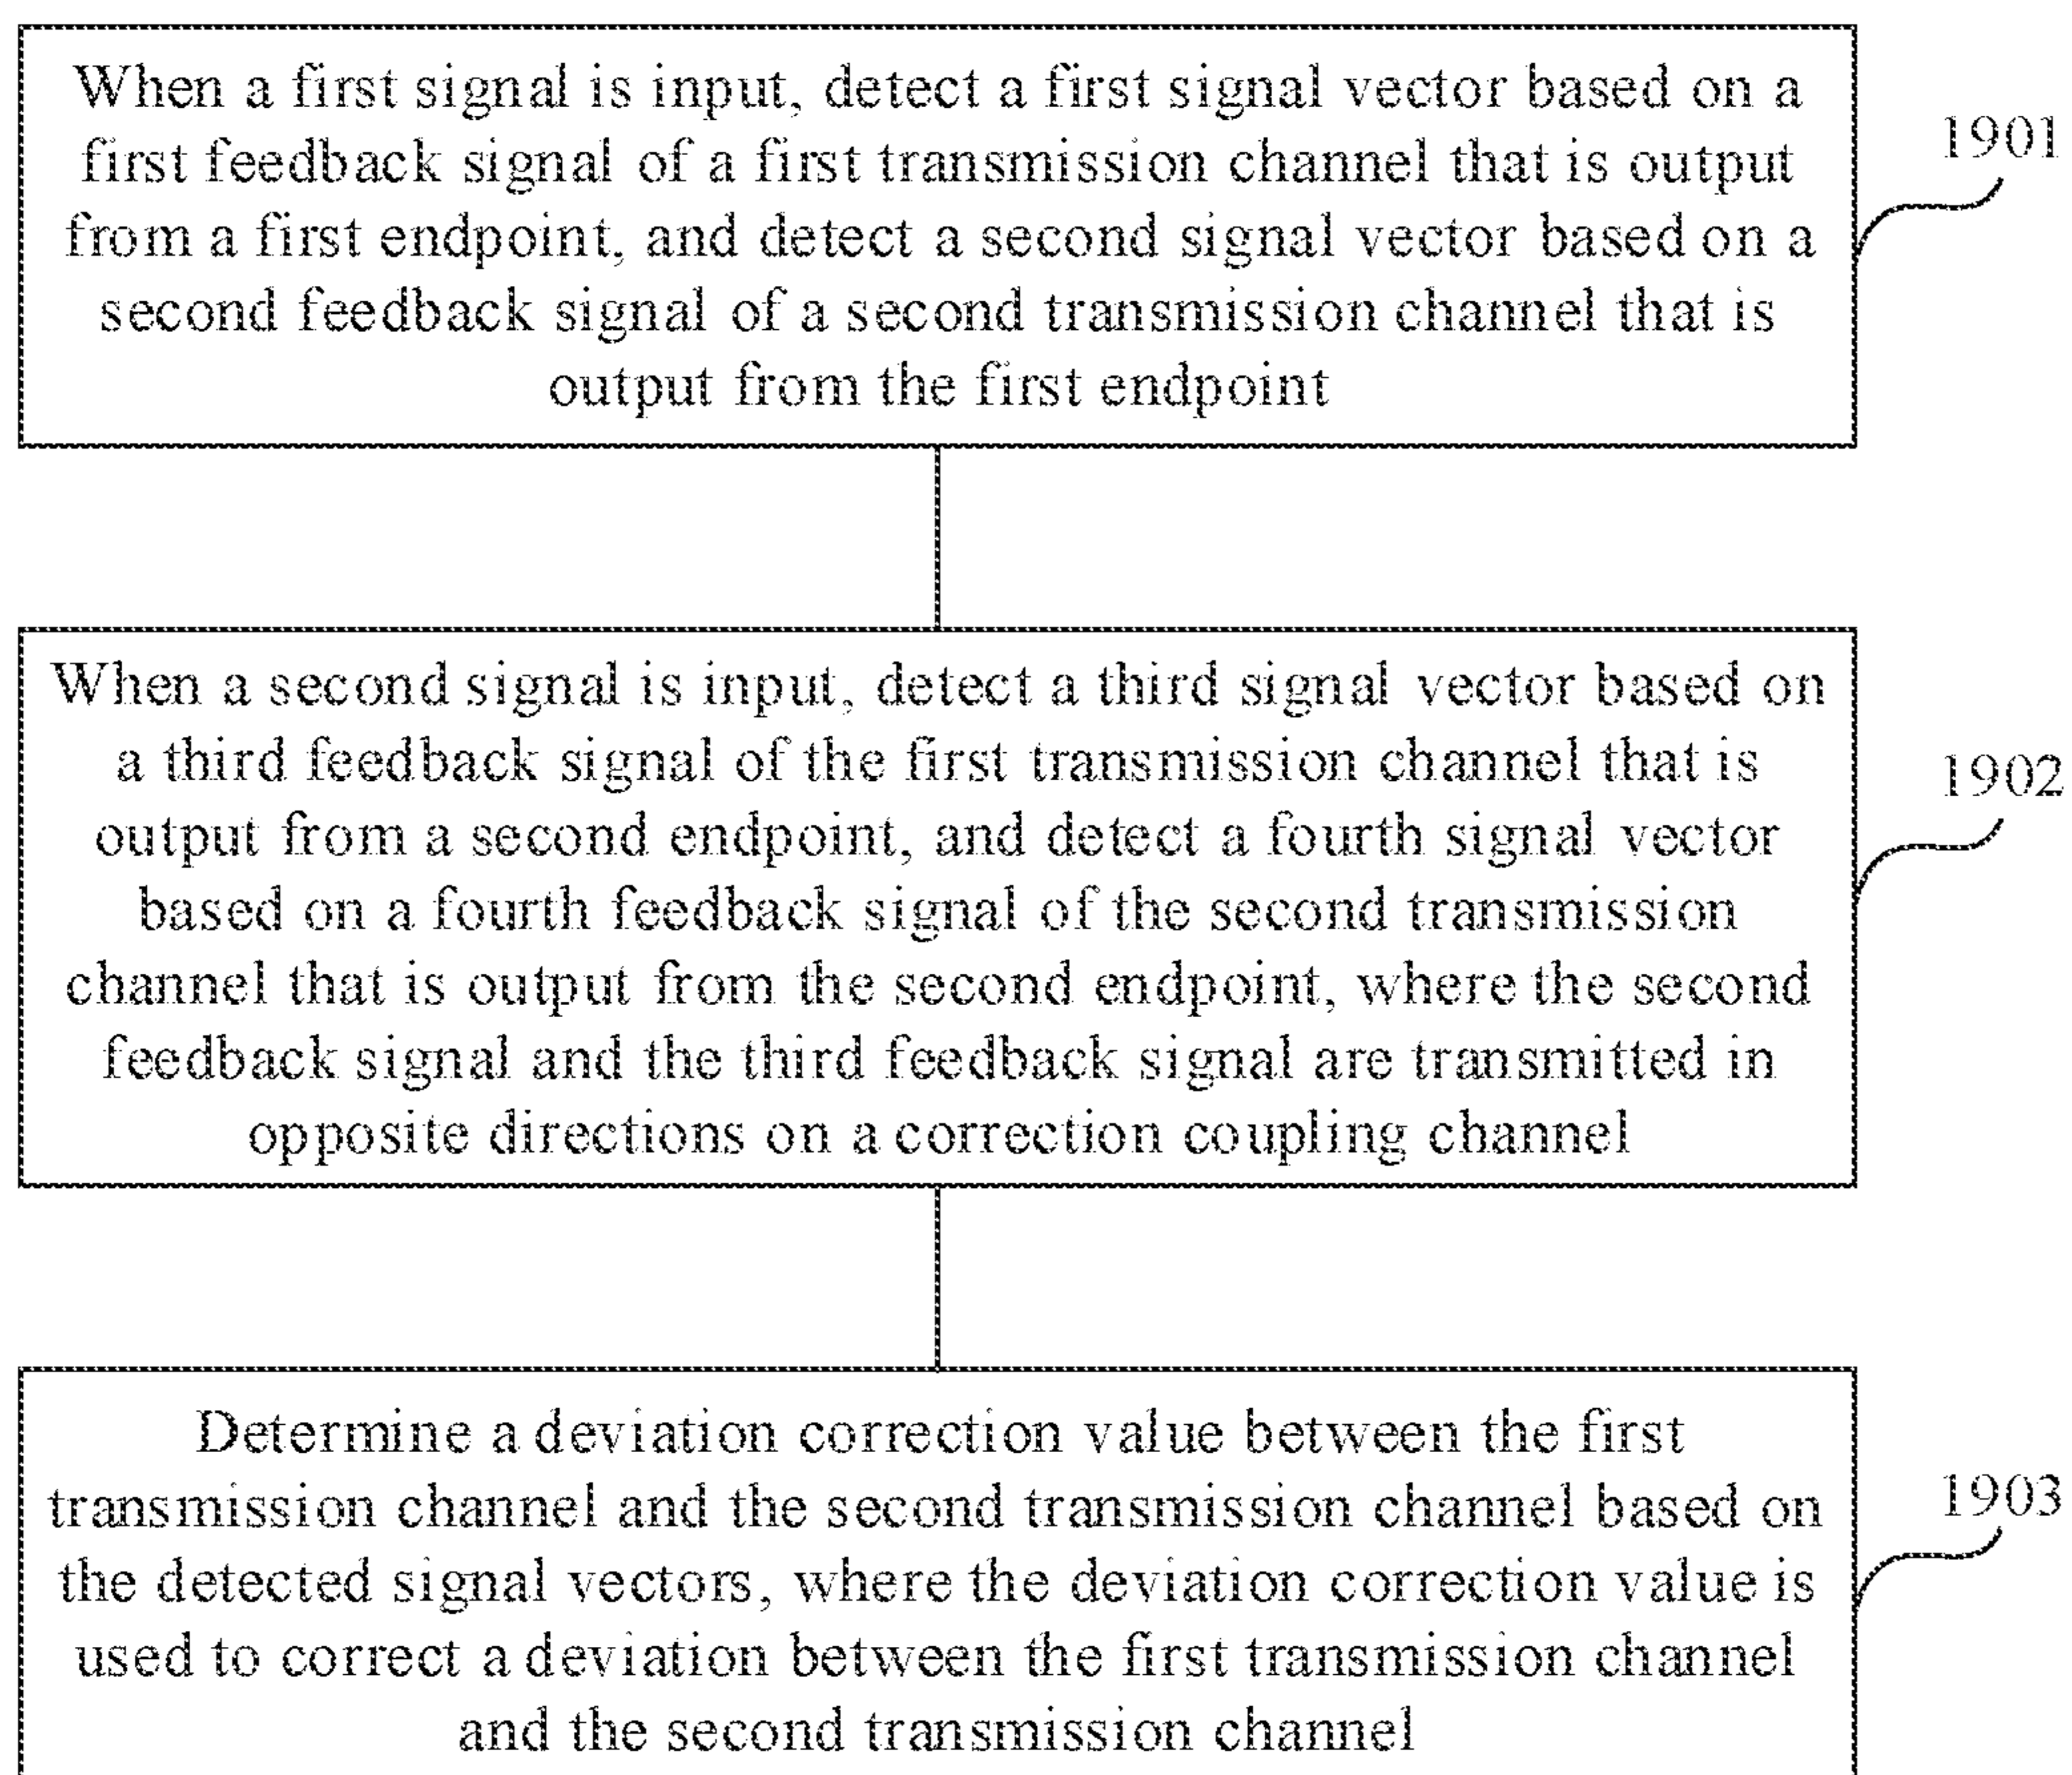 When a first signal is input, detect a first signal vector based on a
first feedback signal of a first transmission channel that is output
from a first endpoint, and detect a second signal vector based on a
second feedback signal of a second transmission channel that is
output from the first endpoint
1901
When a second signal is input, detect a third signal vector based on
a third feedback signal of the first transmission channel that is
output from a second endpoint, and detect a fourth signal vector
based on a fourth feedback signal of the second transmission
channel that is output from the second endpoint, where the second
feedback signal and the third feedback signal are transmitted in
opposite directions on a correction coupling channel
1902
Determine a deviation correction value between the first
transmission channel and the second transmission channel based on
the detected signal vectors, where the deviation correction value is
used to correct a deviation between the first transmission channel
and the second transmission channel
1903